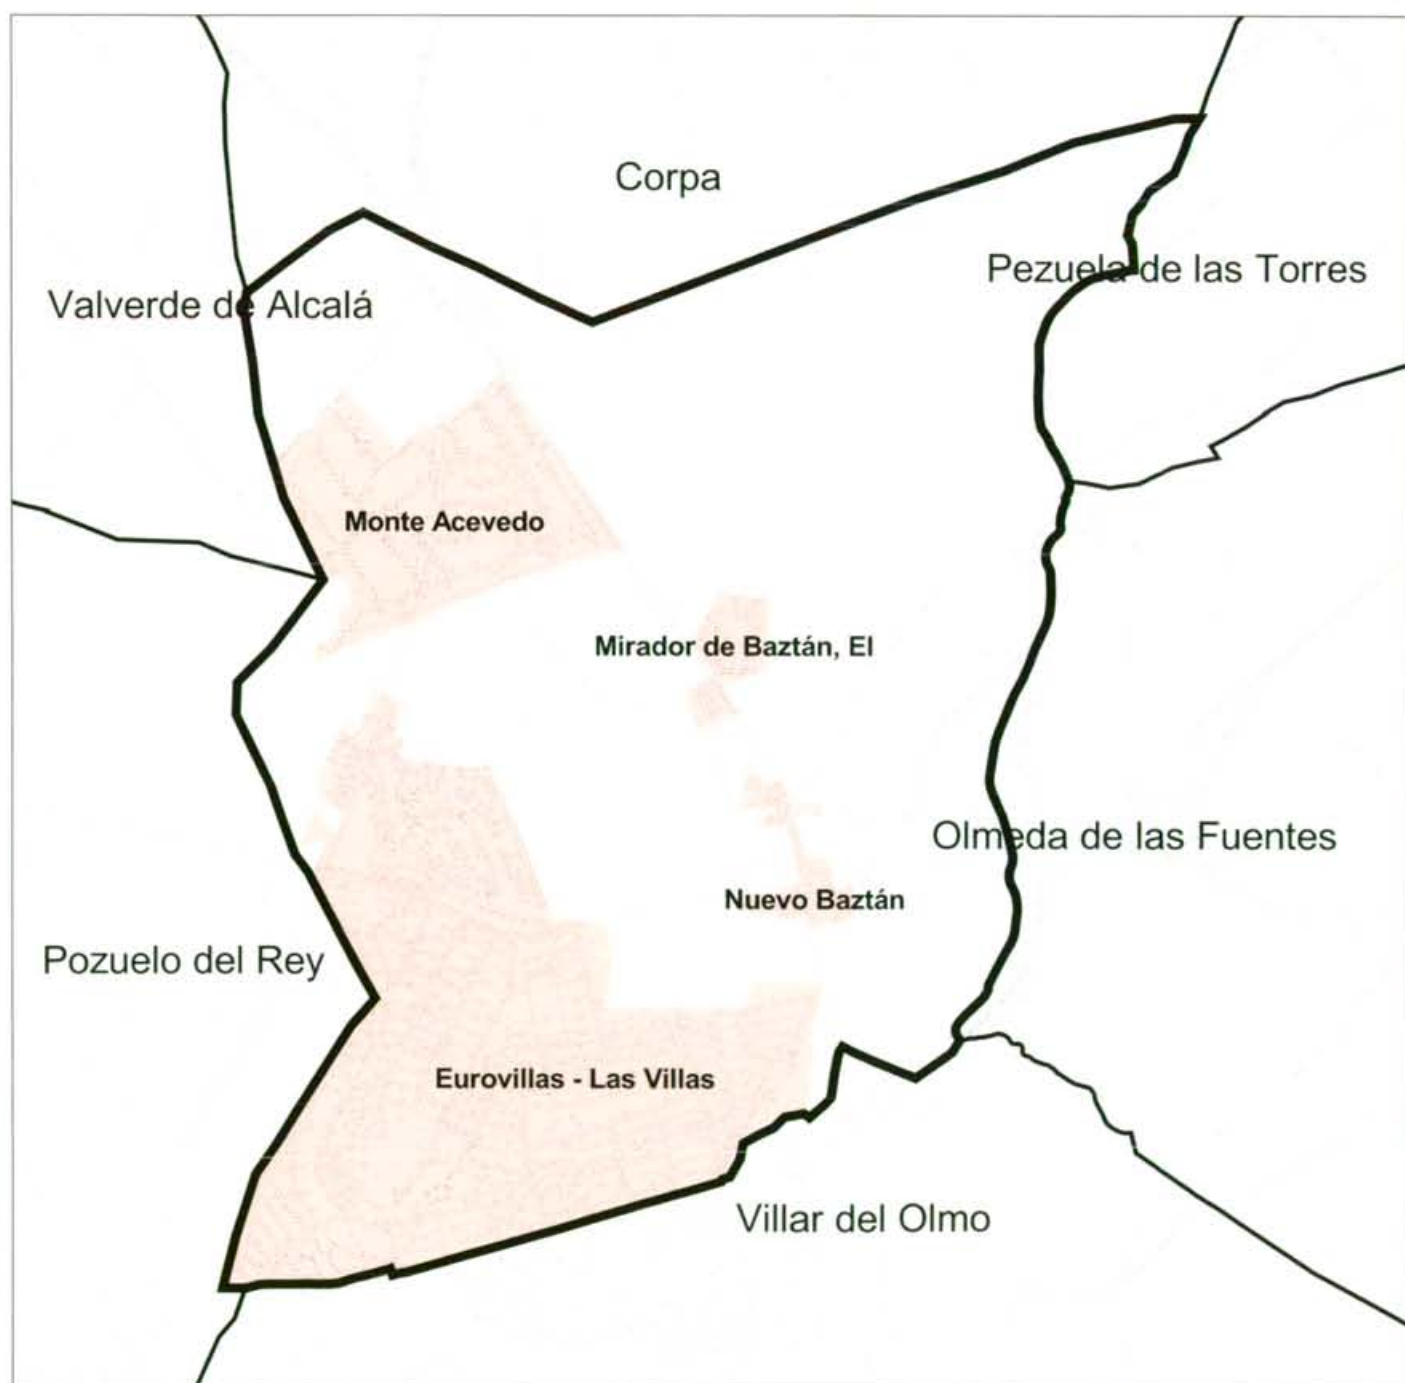 Corpa
Pezuela de las Torres
Valverde de Alcalá
Monte Acevedo
Mirador de Baztán, El
Olmeda de las Fuentes
Nuevo Baztán
Pozuelo del Rey
Eurovillas - Las Villas
Villar del Olmo